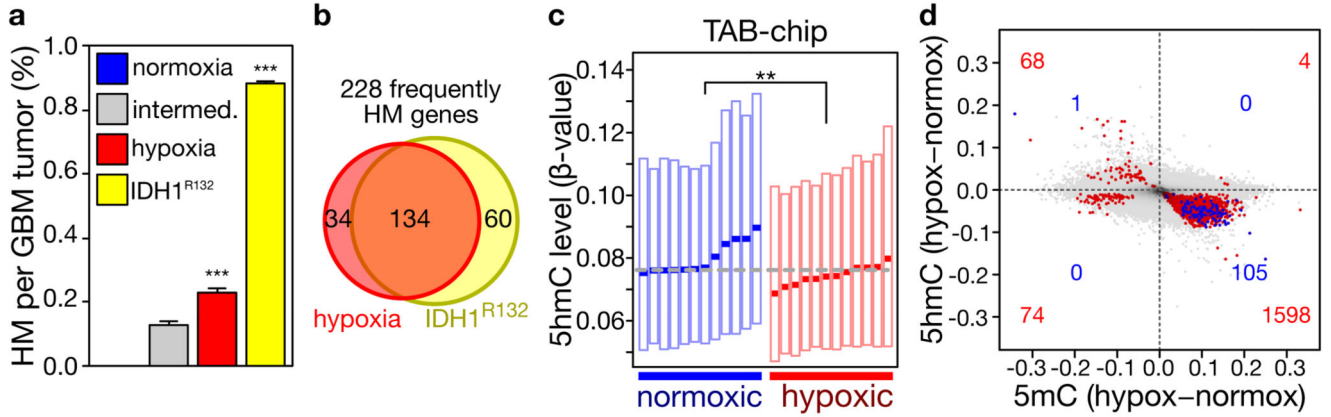 a
HM per GBM tumor (%)
1.0
0.8
0.6
0.4
0.2
0.0
normoxia
intermed.
hypoxia
IDH1R132
***
***
b
228 frequently
HM genes
34
134
60
hypoxia
IDH1R132
c
TAB-chip
5hmC level (β-value)
0.14
0.12
0.10
0.08
0.06
**
normoxic
hypoxic
d
5hmC (hypox−normox)
0.3
0.2
0.1
0.0
-0.1
-0.2
-0.3
68
4
1
0
0
105
74
1598
-0.3 -0.2 -0.1 0.0 0.1 0.2 0.3
5mC (hypox−normox)